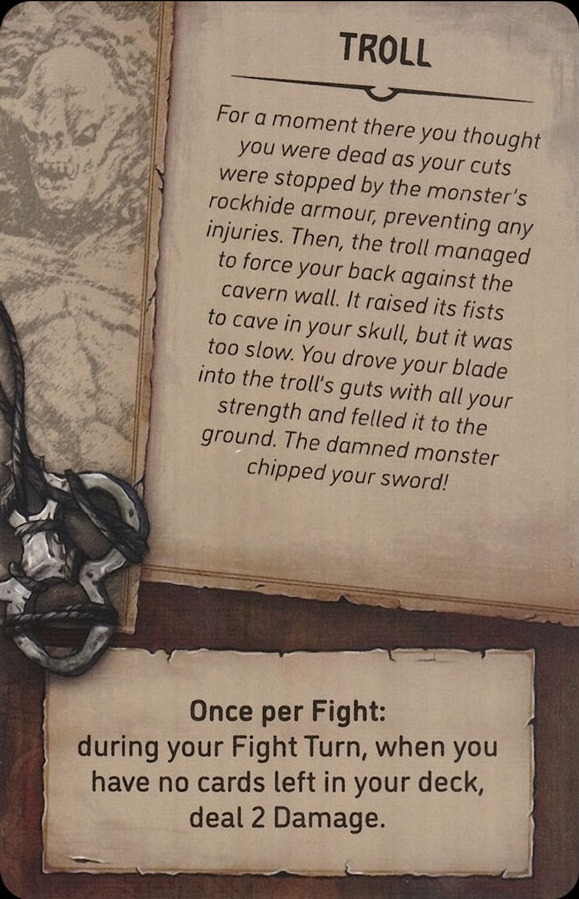 TROLL
For a moment there you thought
you were dead as your cuts
were stopped by the monster's
rockhide armour, preventing any
injuries. Then, the troll managed
to force your back against the
cavern wall. It raised its fists
to cave in your skull, but it was
too slow. You drove your blade
into the troll's guts with all your
strength and felled it to the
ground. The damned monster
chipped your sword!
Once per Fight:
during your Fight Turn, when you
have no cards left in your deck,
deal 2 Damage.